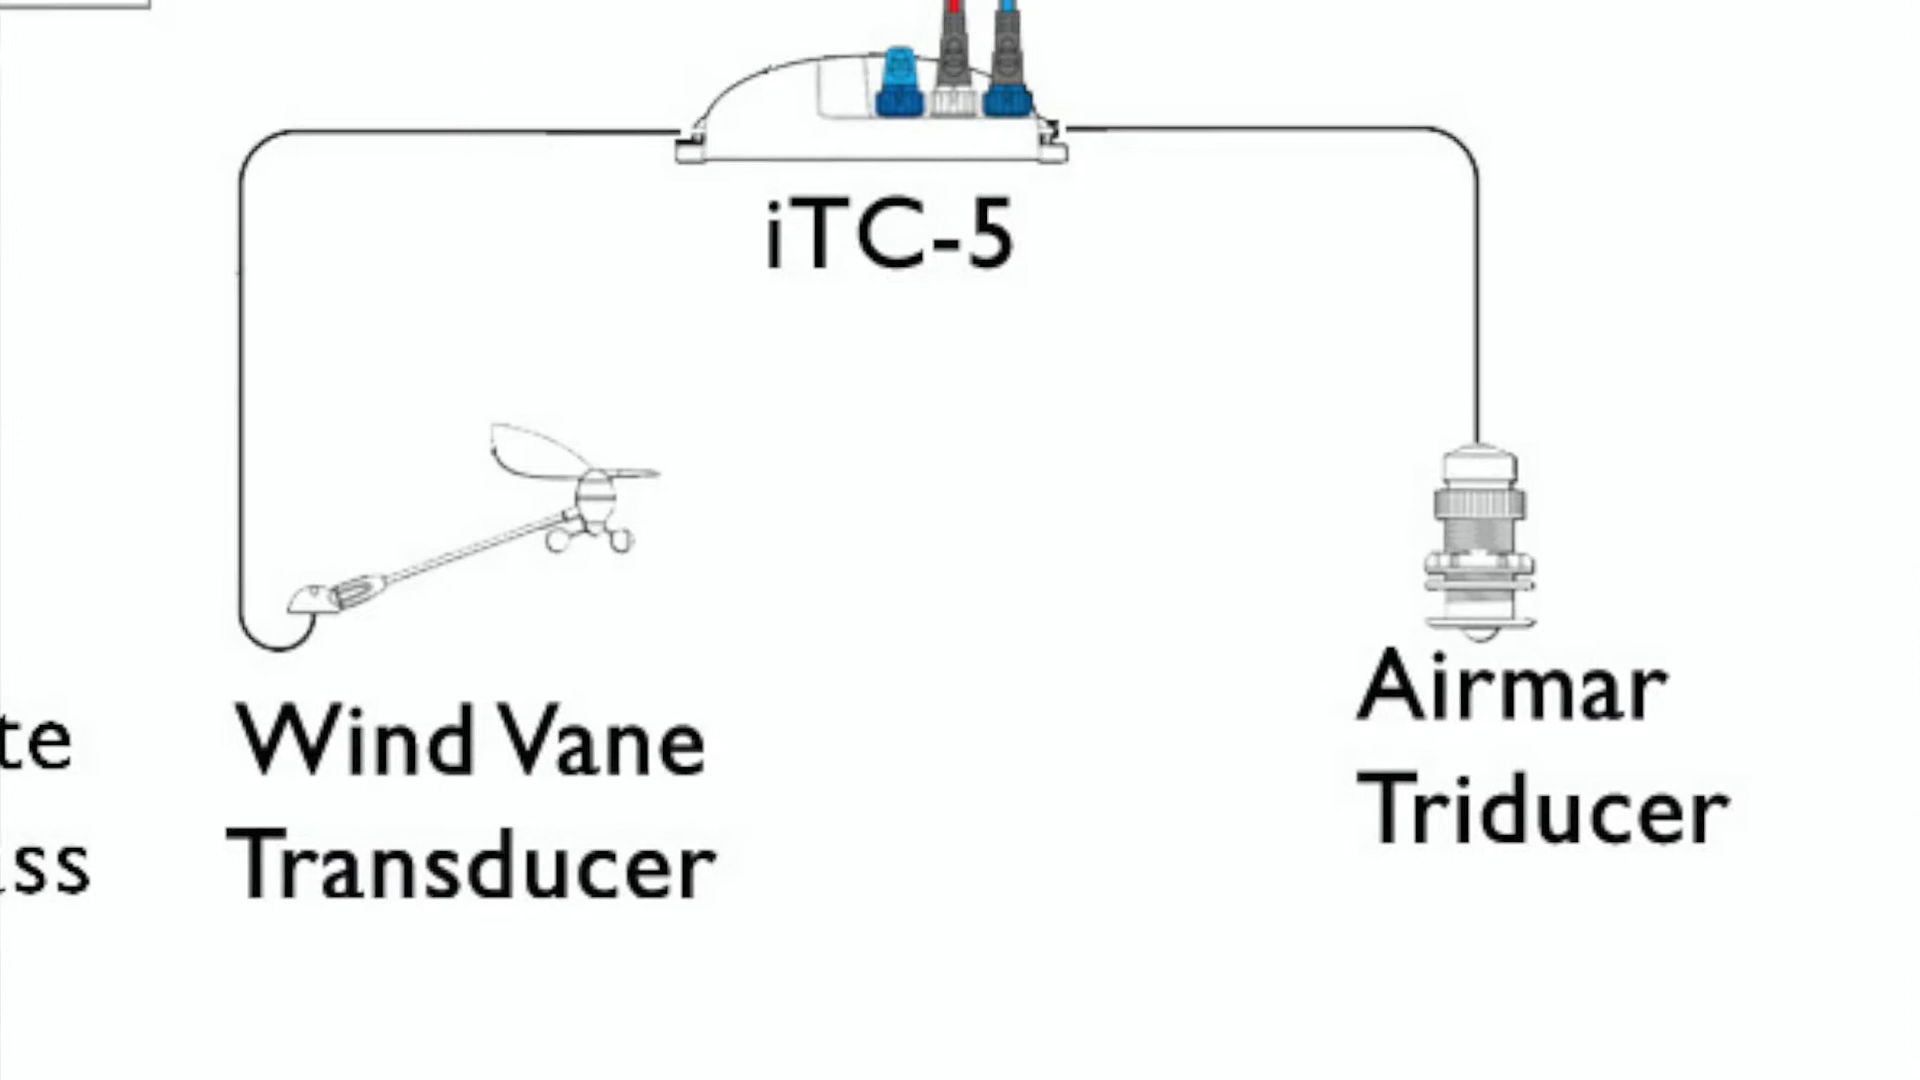 iTC-5
Wind Vane
Transducer
Airmar
Triducer
te
ss